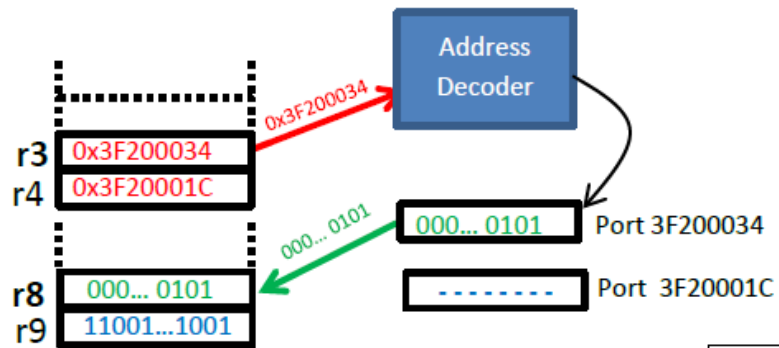 Address
Decoder
0x3F200034
r3 0x3F200034
r4 0x3F20001C
000... 0101
000... 0101 Port 3F200034
r8 000... 0101
- - - - - - - - Port 3F20001C
r9 11001...1001